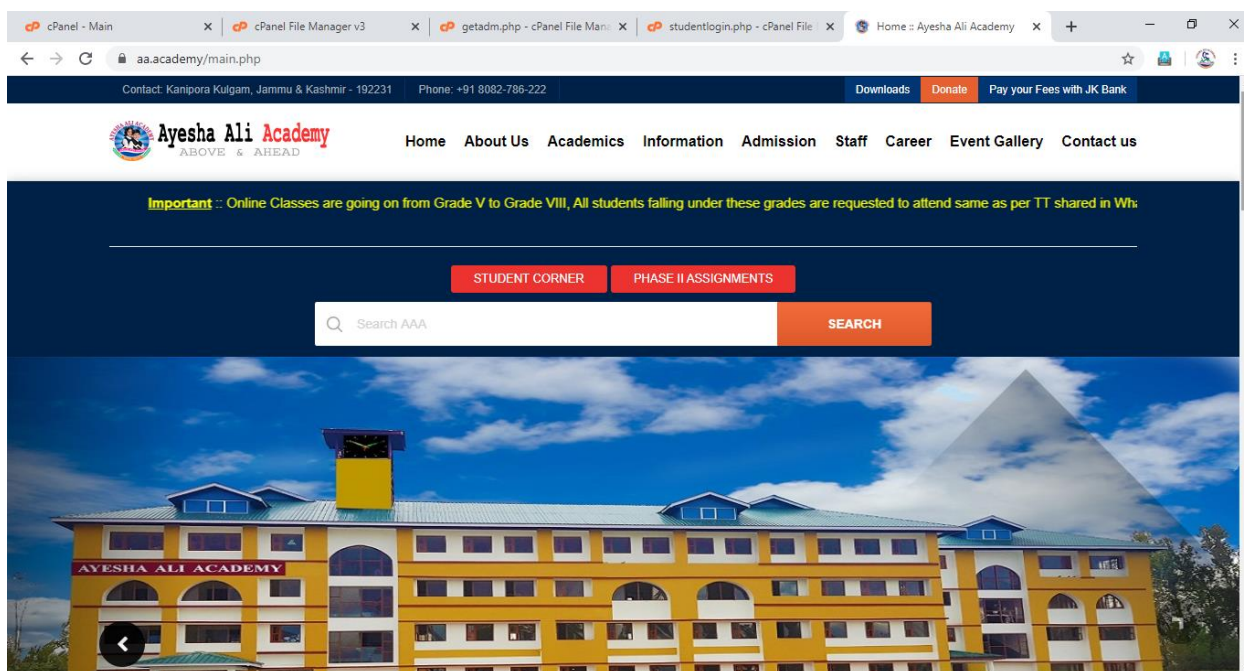 cPanel - Main
cPanel File Manager v3
getadm.php - cPanel File Mana
studentlogin.php - cPanel File
Home :: Ayesha Ali Academy
aa.academy/main.php
Contact: Kanipora Kulgam, Jammu & Kashmir - 192231 Phone: +91 8082-786-222 Downloads Donate Pay your Fees with JK Bank
Ayesha Ali Academy
ABOVE & AHEAD
Home About Us Academics Information Admission Staff Career Event Gallery Contact us
Important :: Online Classes are going on from Grade V to Grade VIII, All students falling under these grades are requested to attend same as per TT shared in Wha
STUDENT CORNER PHASE II ASSIGNMENTS
Search AAA SEARCH
AYESHA ALI ACADEMY